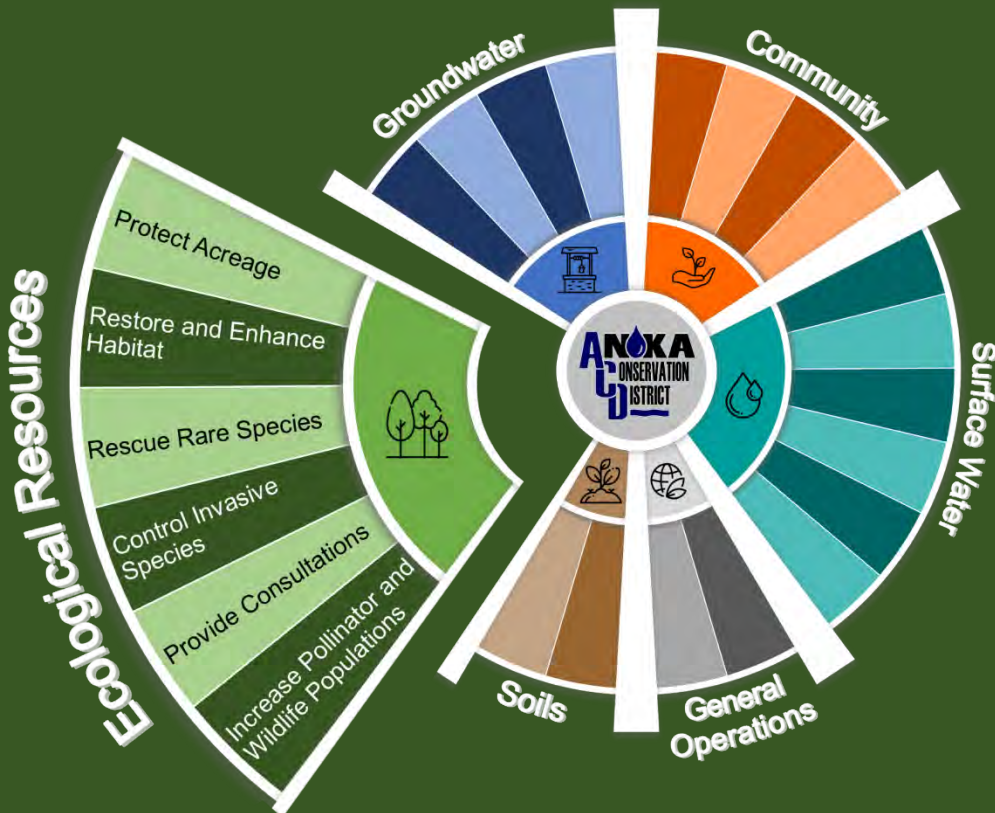 Groundwater
Community
Surface Water
General
Operations
Soils
Ecological Resources
Protect Acreage
Restore and Enhance
Habitat
Rescue Rare Species
Control Invasive
Species
Provide Consultations
Increase Pollinator and
Wildlife Populations
ANOKA
CONSERVATION
DISTRICT